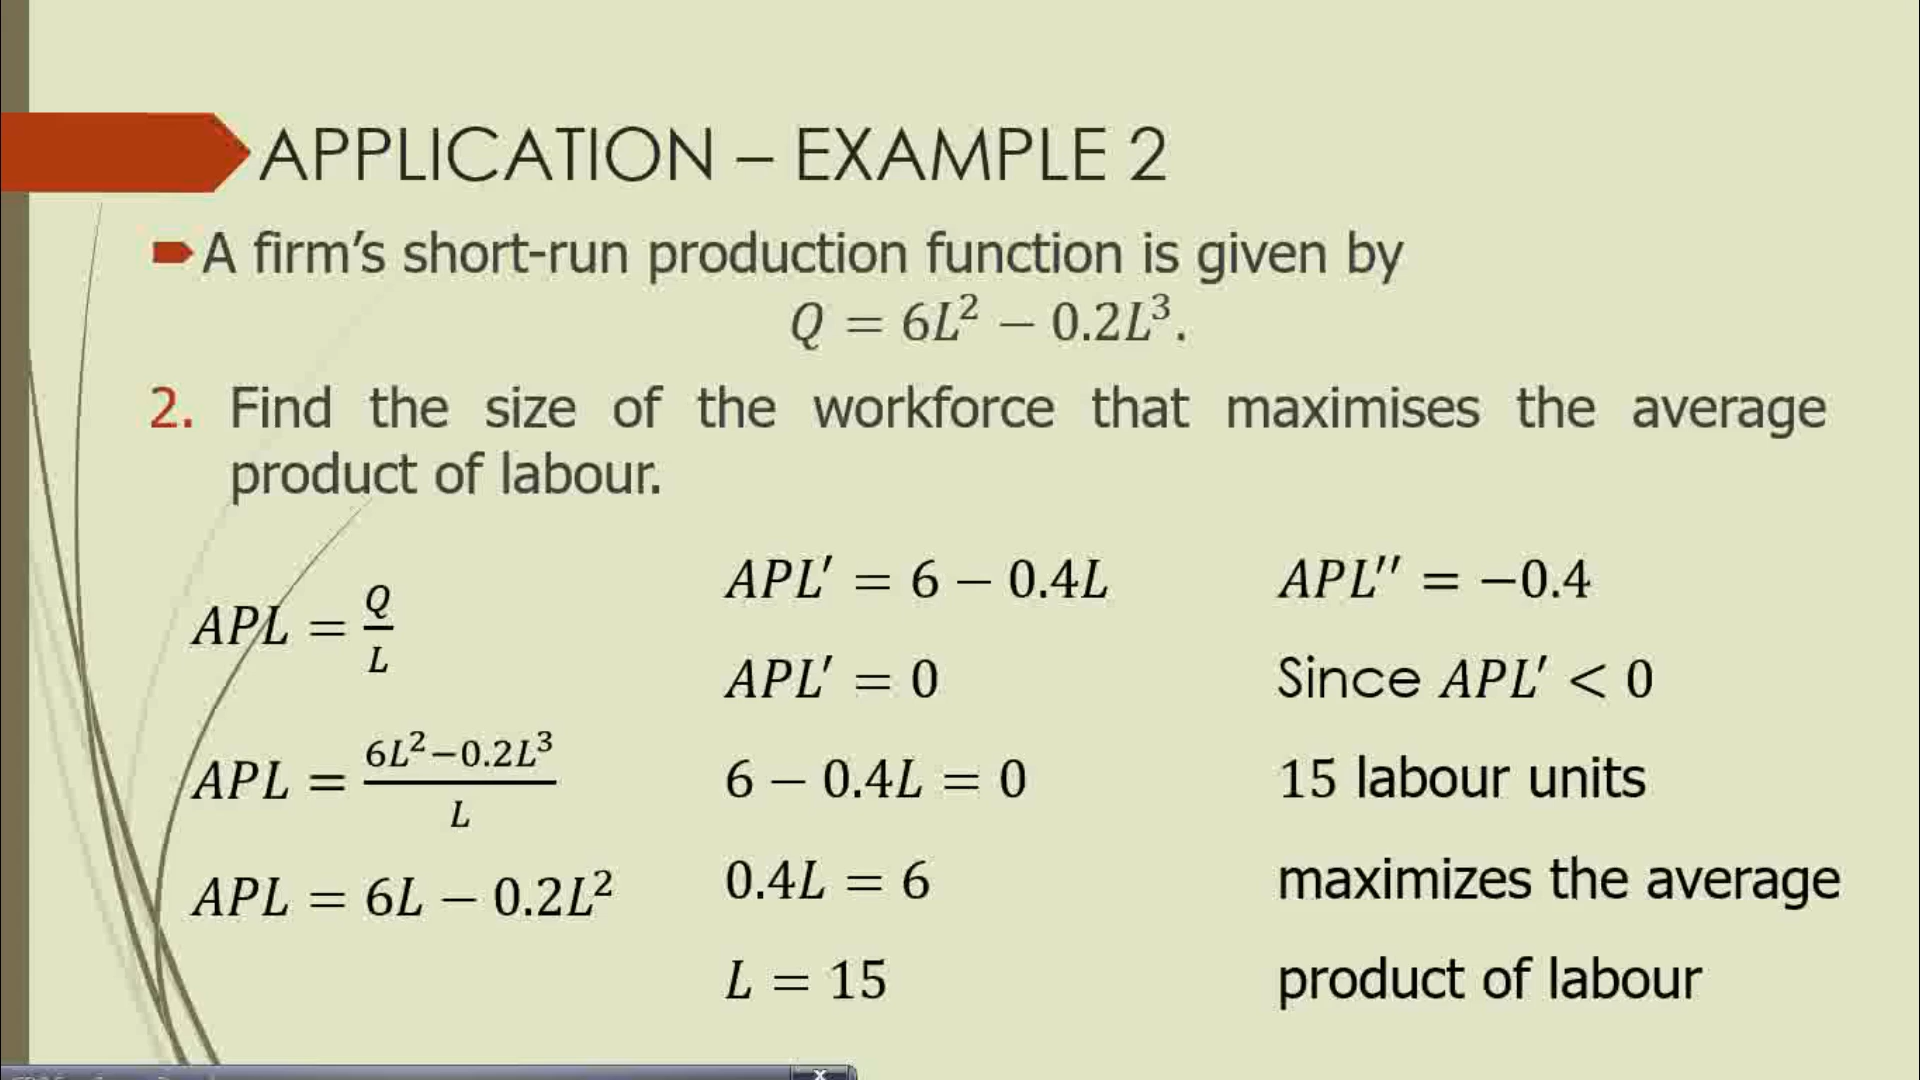 APPLICATION – EXAMPLE 2
A firm's short-run production function is given by
Q = 6L² − 0.2L³.
2. Find the size of the workforce that maximises the average
product of labour.
APL = Q/L
APL = (6L²−0.2L³)/L
APL = 6L − 0.2L²
APL′ = 6 − 0.4L
APL′ = 0
6 − 0.4L = 0
0.4L = 6
L = 15
APL′′ = −0.4
Since APL′ < 0
15 labour units
maximizes the average
product of labour